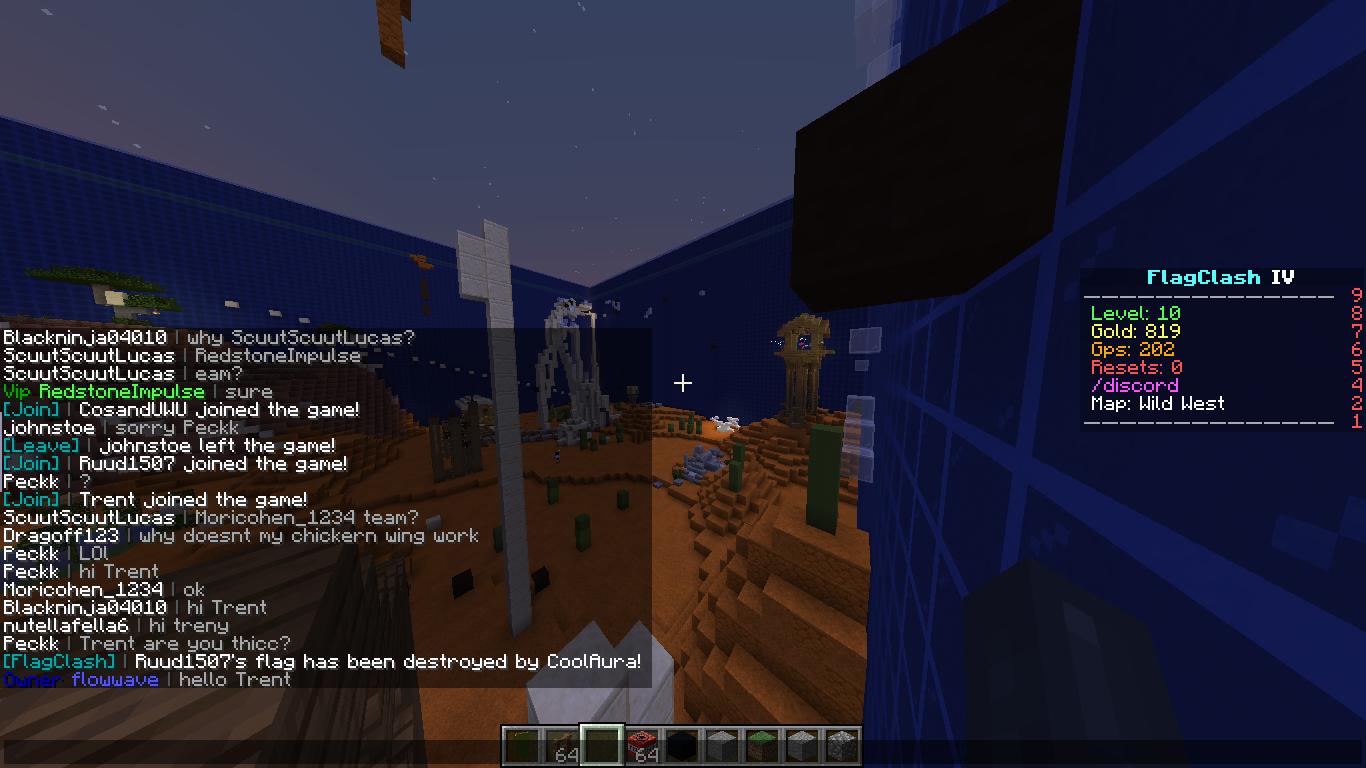 Blackninja04010 | why ScuutScuutLucas?
ScuutScuutLucas | RedstoneImpulse
ScuutScuutLucas | eam?
Vip RedstoneImpulse | sure
[Join] | CosandUWU joined the game!
johnstoe | sorry Peckk
[Leave] | johnstoe left the game!
[Join] | Ruud1507 joined the game!
Peckk | ?
[Join] | Trent joined the game!
ScuutScuutLucas | Moricohen_1234 team?
Dragoff123 | why doesnt my chickern wing work
Peckk | LOl
Peckk | hi Trent
Moricohen_1234 | ok
Blackninja04010 | hi Trent
nutellafella6 | hi treny
Peckk | Trent are you thicc?
[FlagClash] | Ruud1507's flag has been destroyed by CoolAura!
Owner flowwave | hello Trent
FlagClash IV
9
Level: 10 8
Gold: 819 7
Gps: 202 6
Resets: 0 5
/discord 4
Map: Wild West 2
1
64 64